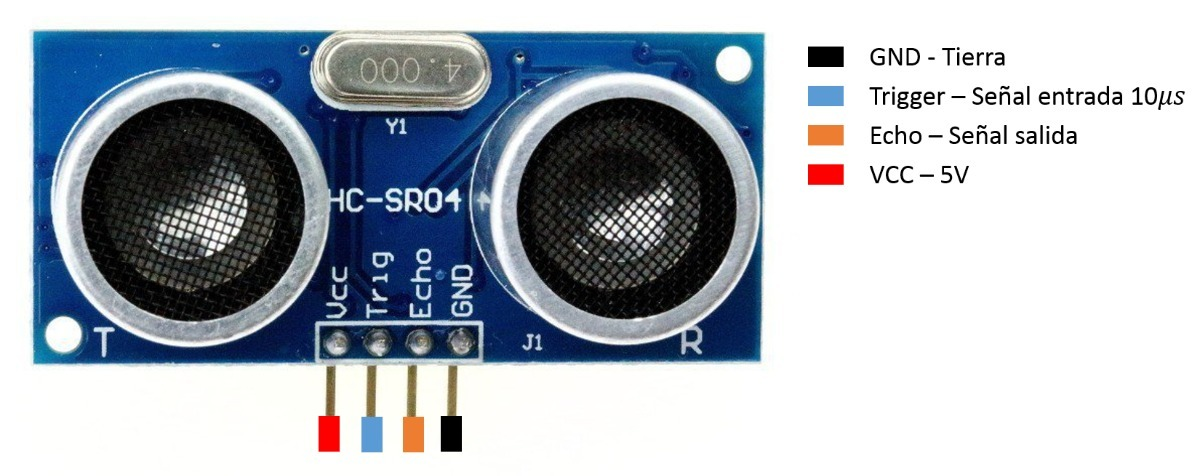 4.000
Y1
HC-SR04
Vcc
Trig
Echo
GND
T
J1
R
GND - Tierra
Trigger – Señal entrada 10µs
Echo – Señal salida
VCC – 5V